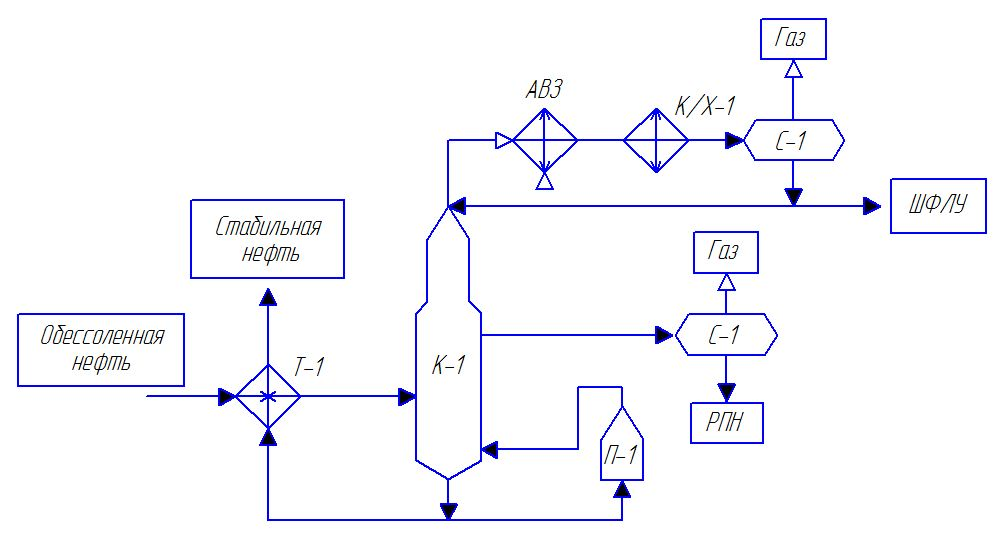 Газ
АВЗ
К/Х-1
С-1
ШФЛУ
Стабильная
нефть
Газ
Обессоленная
нефть
Т-1
К-1
С-1
РПН
П-1